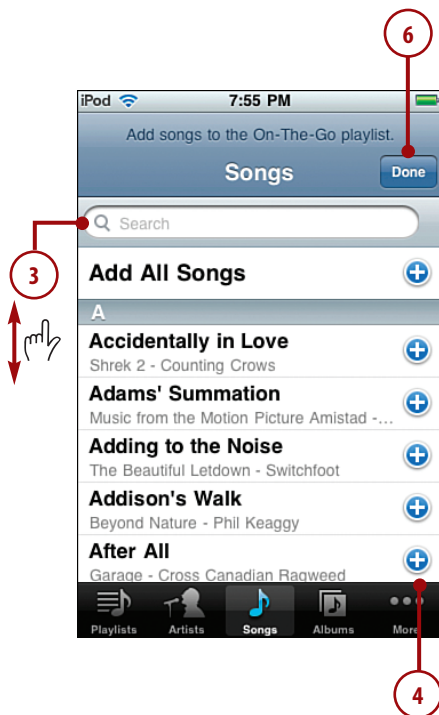 6
iPod 7:55 PM
Add songs to the On-The-Go playlist.
Songs
Done
Search
3
Add All Songs
A
Accidentally in Love
Shrek 2 - Counting Crows
Adams' Summation
Music from the Motion Picture Amistad -...
Adding to the Noise
The Beautiful Letdown - Switchfoot
Addison's Walk
Beyond Nature - Phil Keaggy
After All
Garage - Cross Canadian Ragweed
Playlists Artists Songs Albums More
4